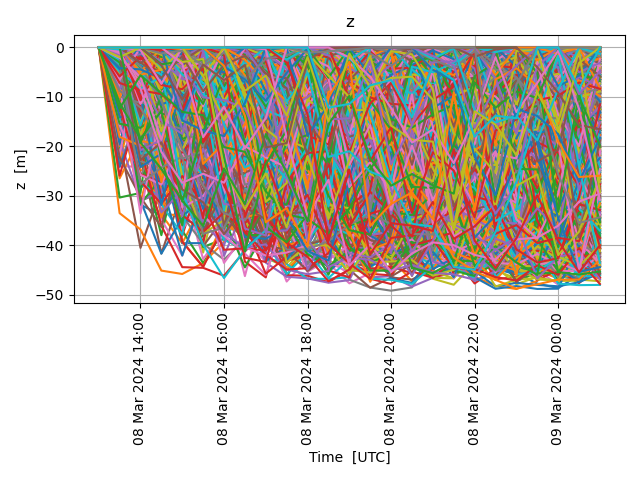 z
z [m]
0
−10
−20
−30
−40
−50
08 Mar 2024 14:00
08 Mar 2024 16:00
08 Mar 2024 18:00
08 Mar 2024 20:00
08 Mar 2024 22:00
09 Mar 2024 00:00
Time [UTC]